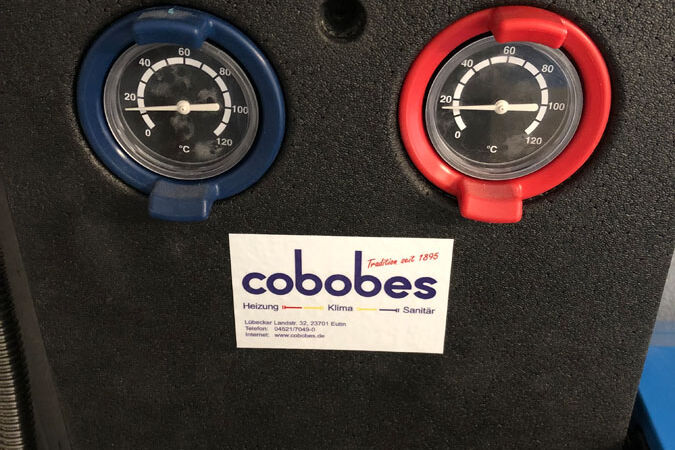 60
40 80
20 100
0 120
°C
60
40 80
20 100
0 120
°C
Tradition seit 1895
cobobes
Heizung Klima Sanitär
Lübecker Landstr. 32, 23701 Eutin
Telefon: 04521/7049-0
Internet: www.cobobes.de